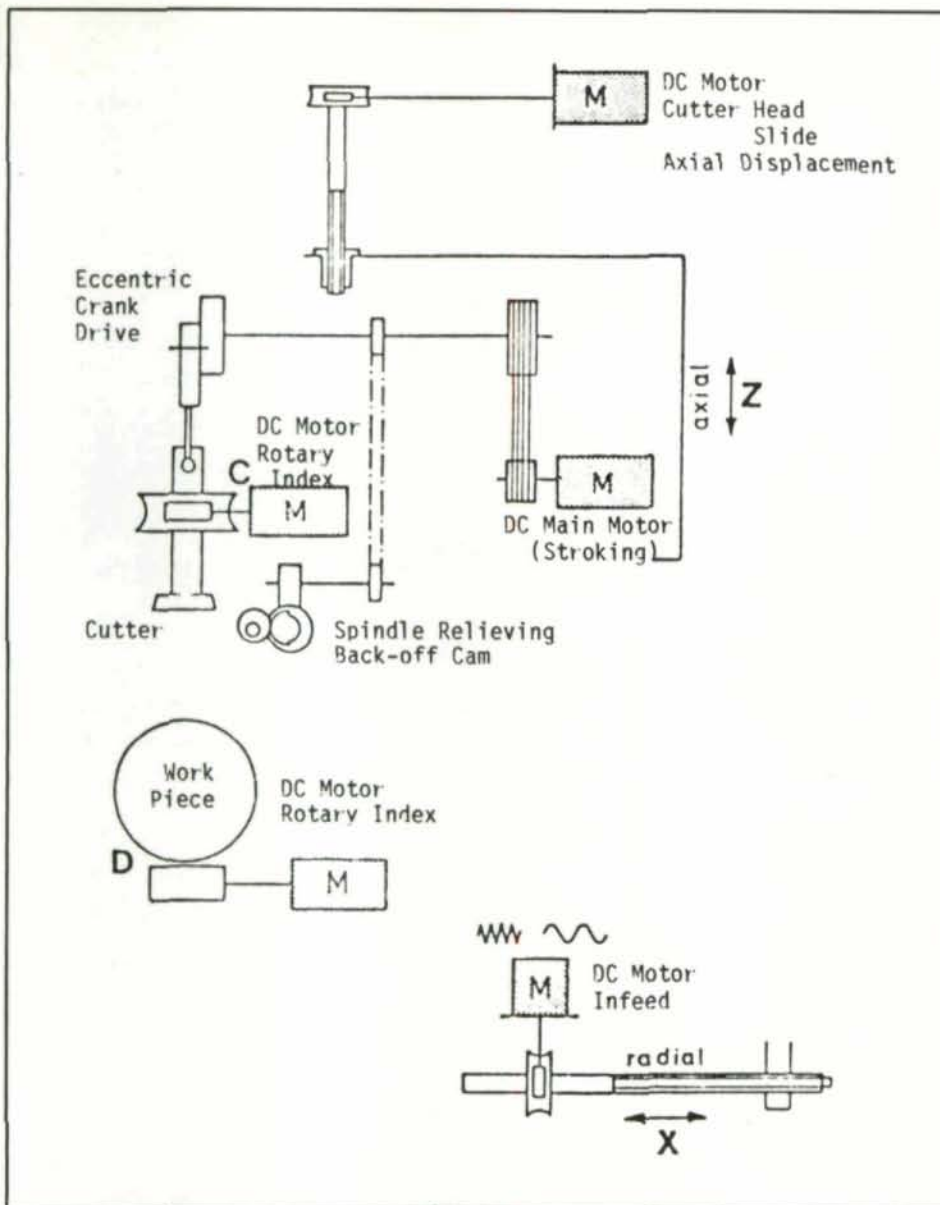 M
DC Motor
Cutter Head
Slide
Axial Displacement
Eccentric
Crank
Drive
axial
Z
DC Motor
Rotary
Index
C
M
M
DC Main Motor
(Stroking)
Cutter
Spindle Relieving
Back-off Cam
Work
Piece
DC Motor
Rotary Index
D
M
M
DC Motor
Infeed
radial
X